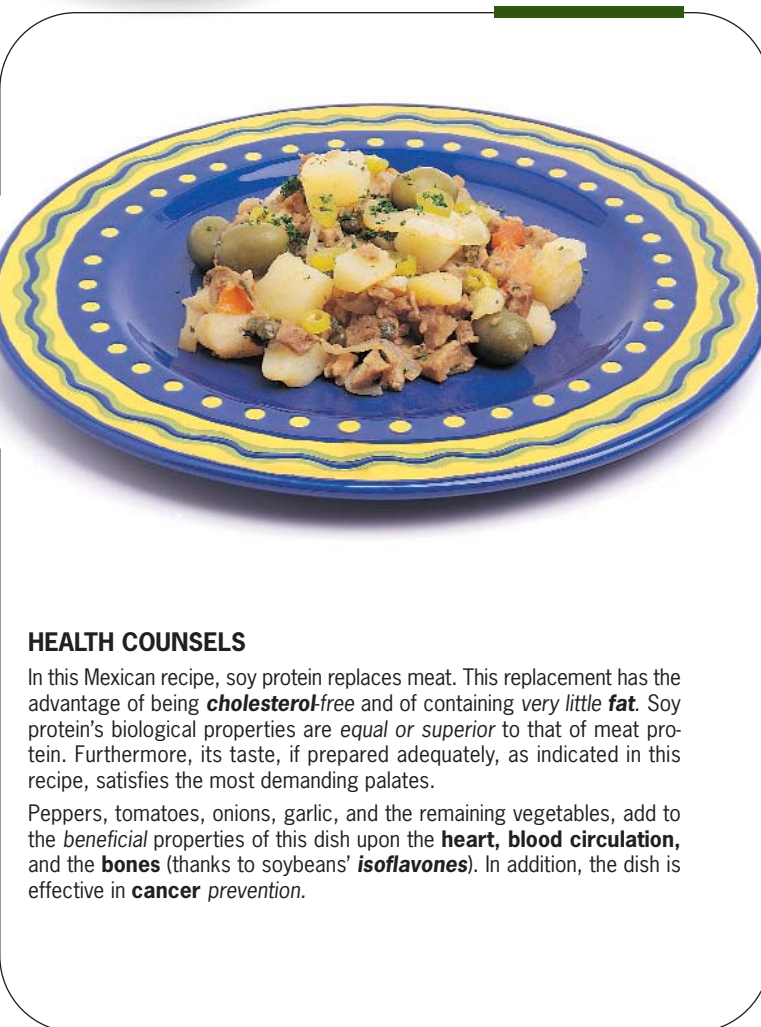 HEALTH COUNSELS
In this Mexican recipe, soy protein replaces meat. This replacement has the
advantage of being cholesterol-free and of containing very little fat. Soy
protein's biological properties are equal or superior to that of meat pro-
tein. Furthermore, its taste, if prepared adequately, as indicated in this
recipe, satisfies the most demanding palates.
Peppers, tomatoes, onions, garlic, and the remaining vegetables, add to
the beneficial properties of this dish upon the heart, blood circulation,
and the bones (thanks to soybeans' isoflavones). In addition, the dish is
effective in cancer prevention.